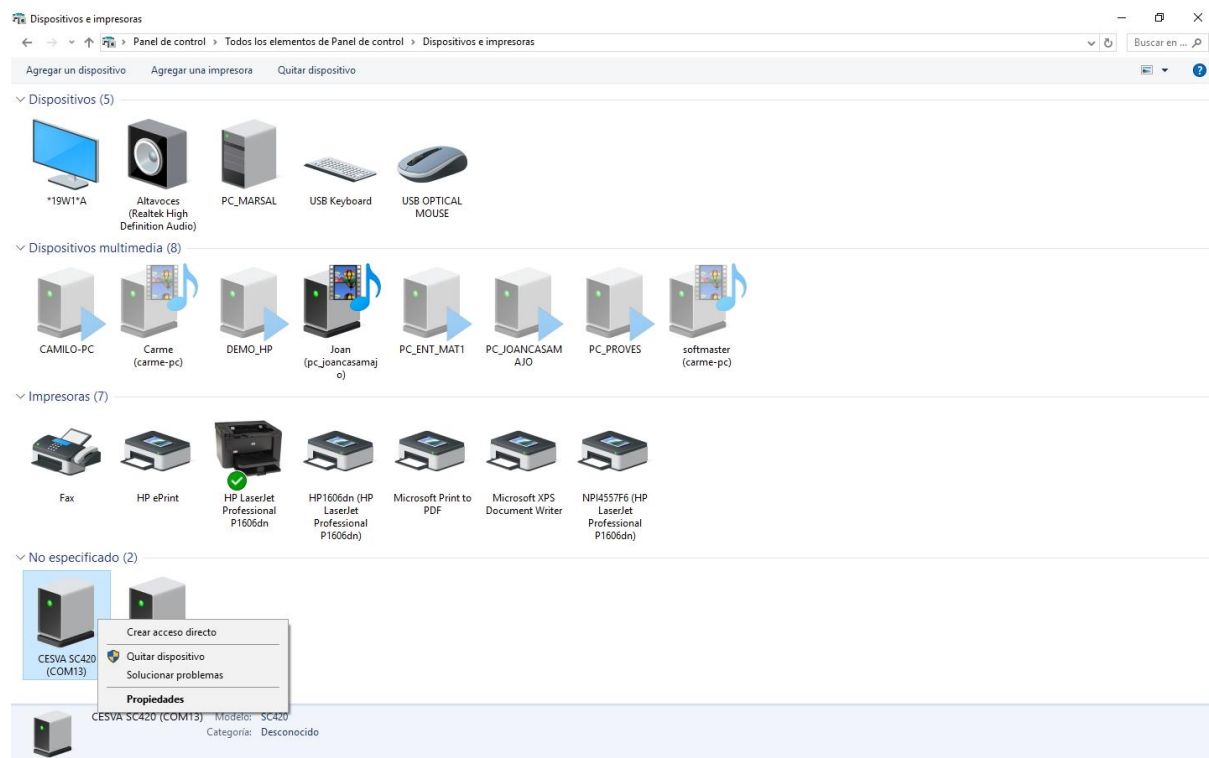 Dispositivos e impresoras
Panel de control > Todos los elementos de Panel de control > Dispositivos e impresoras
Buscar en ...
Agregar un dispositivo Agregar una impresora Quitar dispositivo
Dispositivos (5)
*19W1*A
Altavoces
(Realtek High
Definition Audio)
PC_MARSAL
USB Keyboard
USB OPTICAL
MOUSE
Dispositivos multimedia (8)
CAMILO-PC
Carme
(carme-pc)
DEMO_HP
Joan
(pc_joancasamaj
o)
PC_ENT_MAT1
PC_JOANCASAM
AJO
PC_PROVES
softmaster
(carme-pc)
Impresoras (7)
Fax
HP ePrint
HP LaserJet
Professional
P1606dn
HP1606dn (HP
LaserJet
Professional
P1606dn)
Microsoft Print to
PDF
Microsoft XPS
Document Writer
NPI4557F6 (HP
LaserJet
Professional
P1606dn)
No especificado (2)
CESVA SC420
(COM13)
Crear acceso directo
Quitar dispositivo
Solucionar problemas
Propiedades
CESVA SC420 (COM13) Modelo: SC420
Categoría: Desconocido